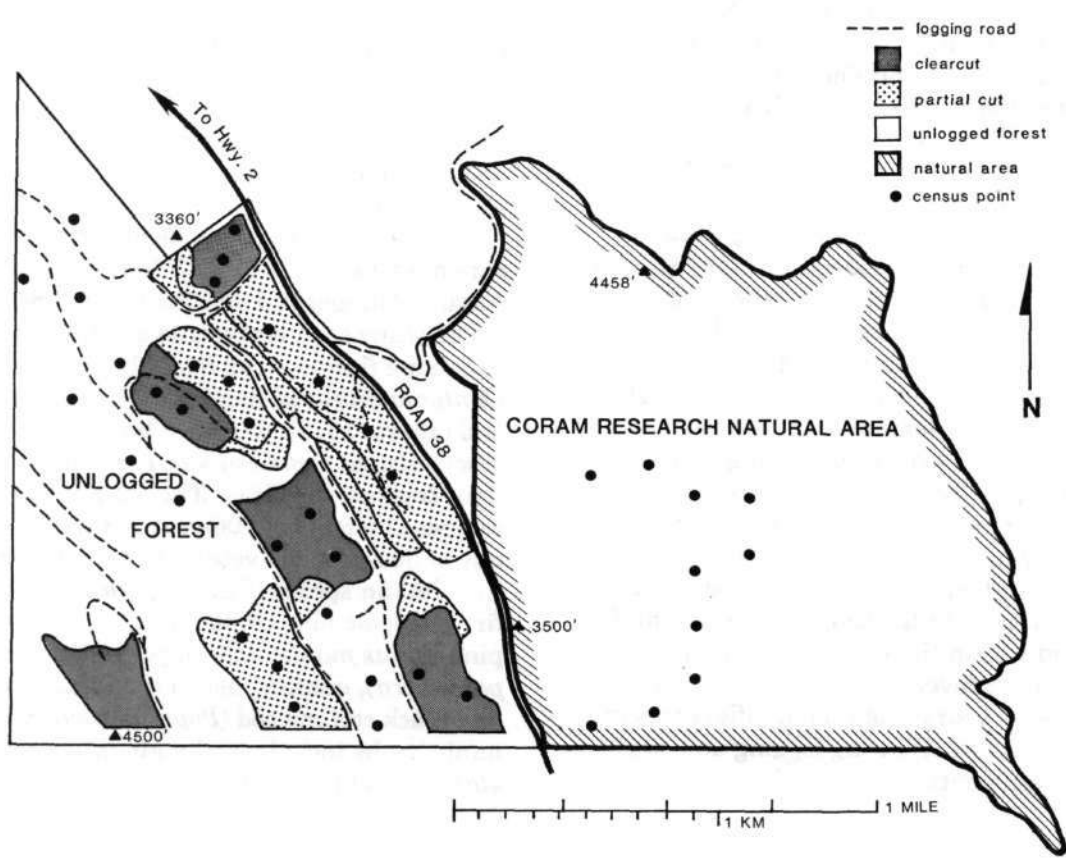 logging road
clearcut
partial cut
unlogged forest
natural area
census point
To Hwy. 2
3360'
4458'
ROAD 38
N
CORAM RESEARCH NATURAL AREA
UNLOGGED
FOREST
3500'
4500'
1 MILE
1 KM